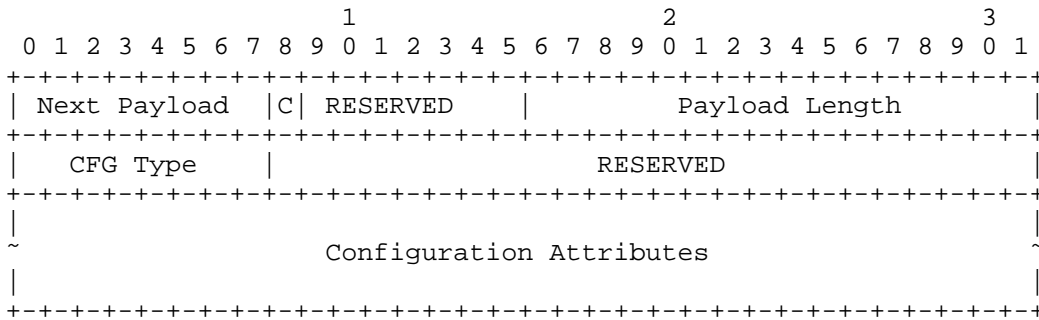 1                   2                   3
 0 1 2 3 4 5 6 7 8 9 0 1 2 3 4 5 6 7 8 9 0 1 2 3 4 5 6 7 8 9 0 1
+-+-+-+-+-+-+-+-+-+-+-+-+-+-+-+-+-+-+-+-+-+-+-+-+-+-+-+-+-+-+-+-+
| Next Payload  |C| RESERVED    |         Payload Length        |
+-+-+-+-+-+-+-+-+-+-+-+-+-+-+-+-+-+-+-+-+-+-+-+-+-+-+-+-+-+-+-+-+
|   CFG Type    |                    RESERVED                   |
+-+-+-+-+-+-+-+-+-+-+-+-+-+-+-+-+-+-+-+-+-+-+-+-+-+-+-+-+-+-+-+-+
|                                                               |
~                   Configuration Attributes                    ~
|                                                               |
+-+-+-+-+-+-+-+-+-+-+-+-+-+-+-+-+-+-+-+-+-+-+-+-+-+-+-+-+-+-+-+-+